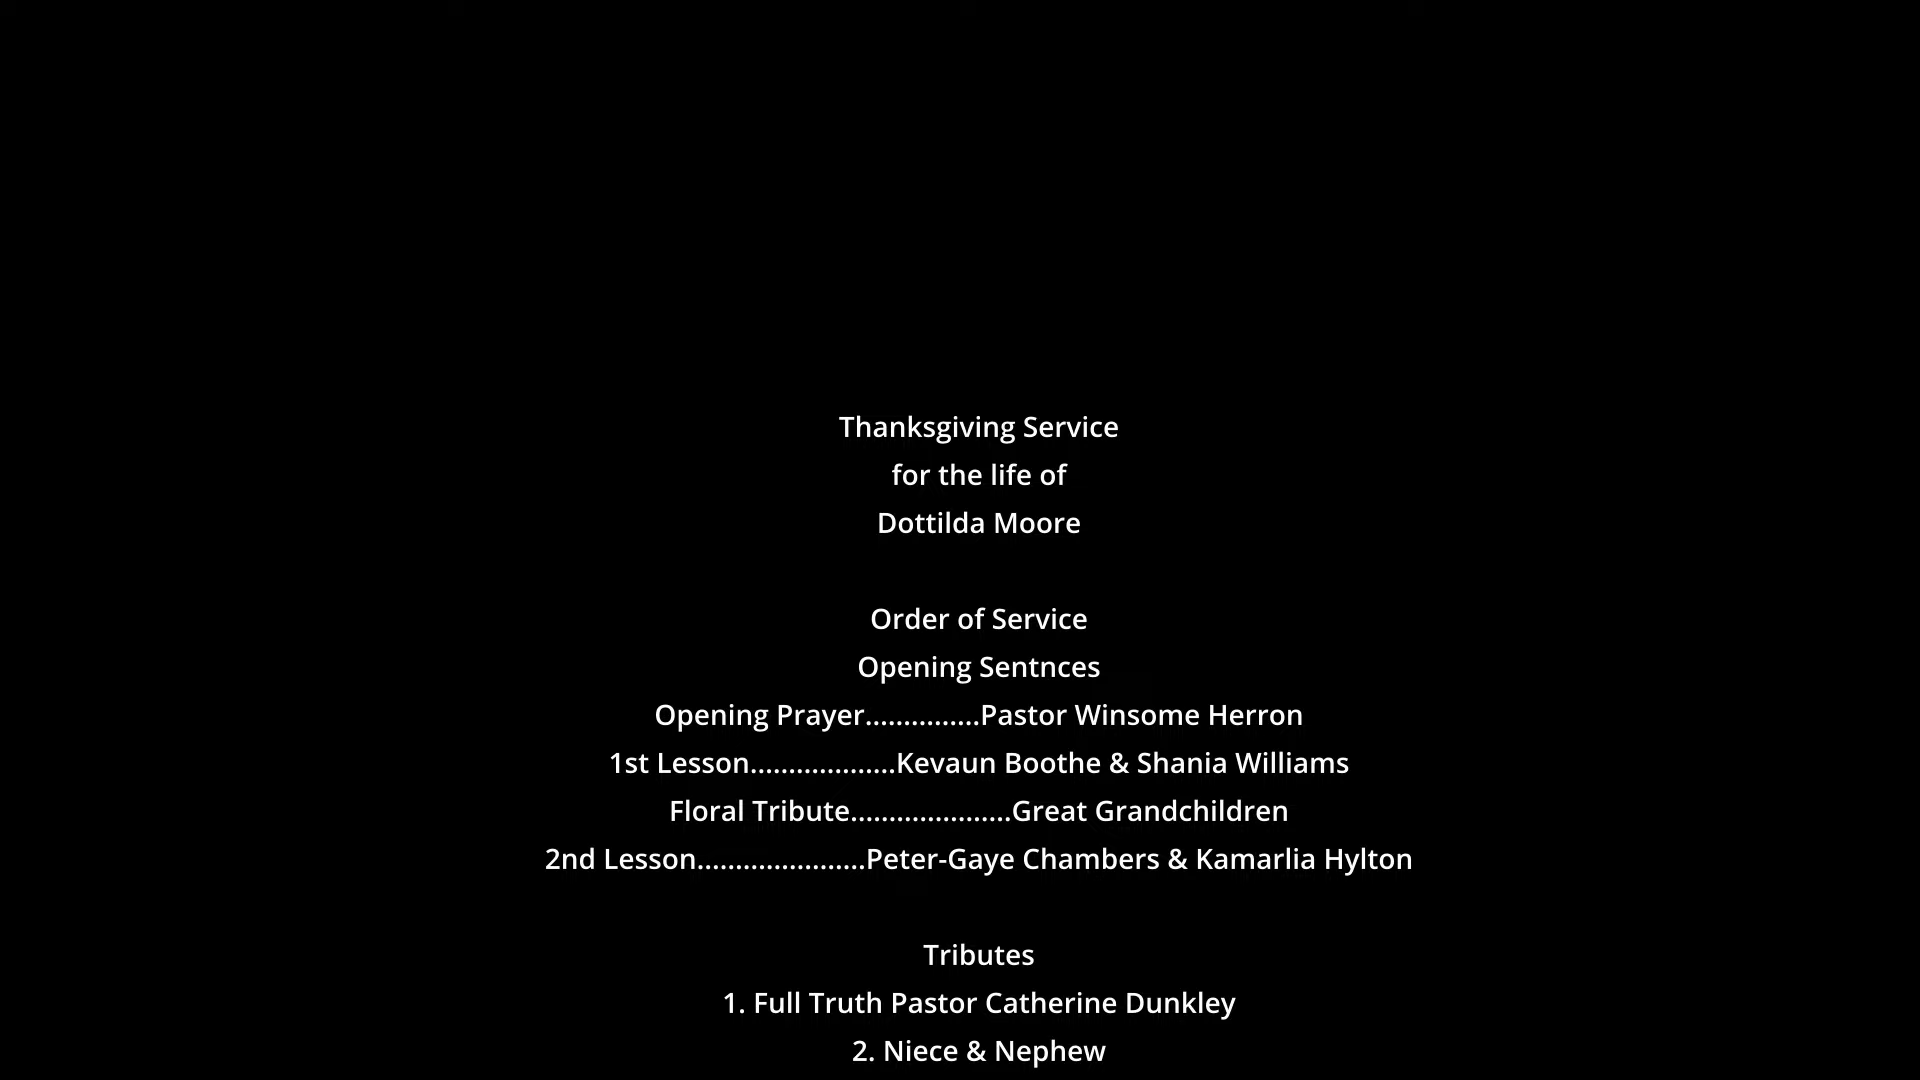 Thanksgiving Service
for the life of
Dottilda Moore
Order of Service
Opening Sentnces
Opening Prayer...............Pastor Winsome Herron
1st Lesson...................Kevaun Boothe & Shania Williams
Floral Tribute.....................Great Grandchildren
2nd Lesson......................Peter-Gaye Chambers & Kamarlia Hylton
Tributes
1. Full Truth Pastor Catherine Dunkley
2. Niece & Nephew